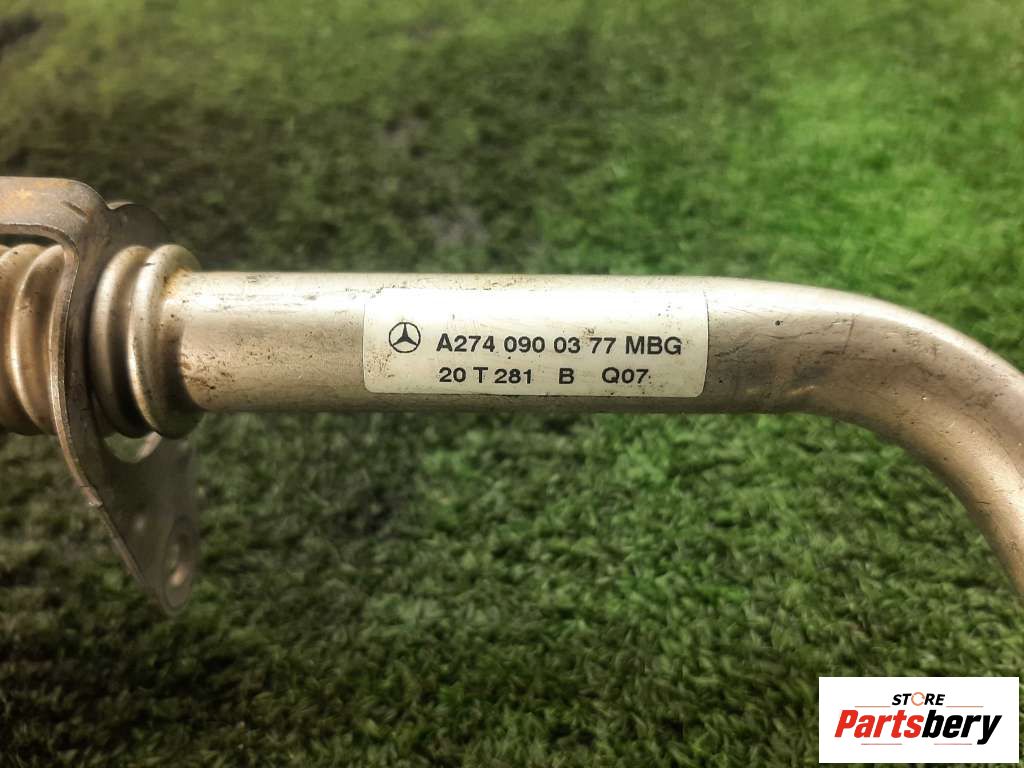 A274 090 03 77 MBG
20 T 281 B Q07
STORE
Partsbery